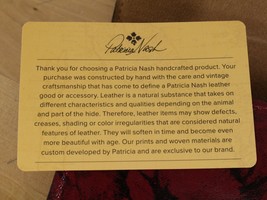 Patricia Nash
Thank you for choosing a Patricia Nash handcrafted product. Your
purchase was constructed by hand with the care and vintage
craftsmanship that has come to define a Patricia Nash leather
good or accessory. Leather is a natural substance that takes on
different characteristics and qualities depending on the animal
and part of the hide. Therefore, leather items may show defects,
creases, shading or color irregularities that are considered natural
features of leather. They will soften in time and become even
more beautiful with age. Our prints and woven materials are
custom developed by Patricia and are exclusive to our brand.